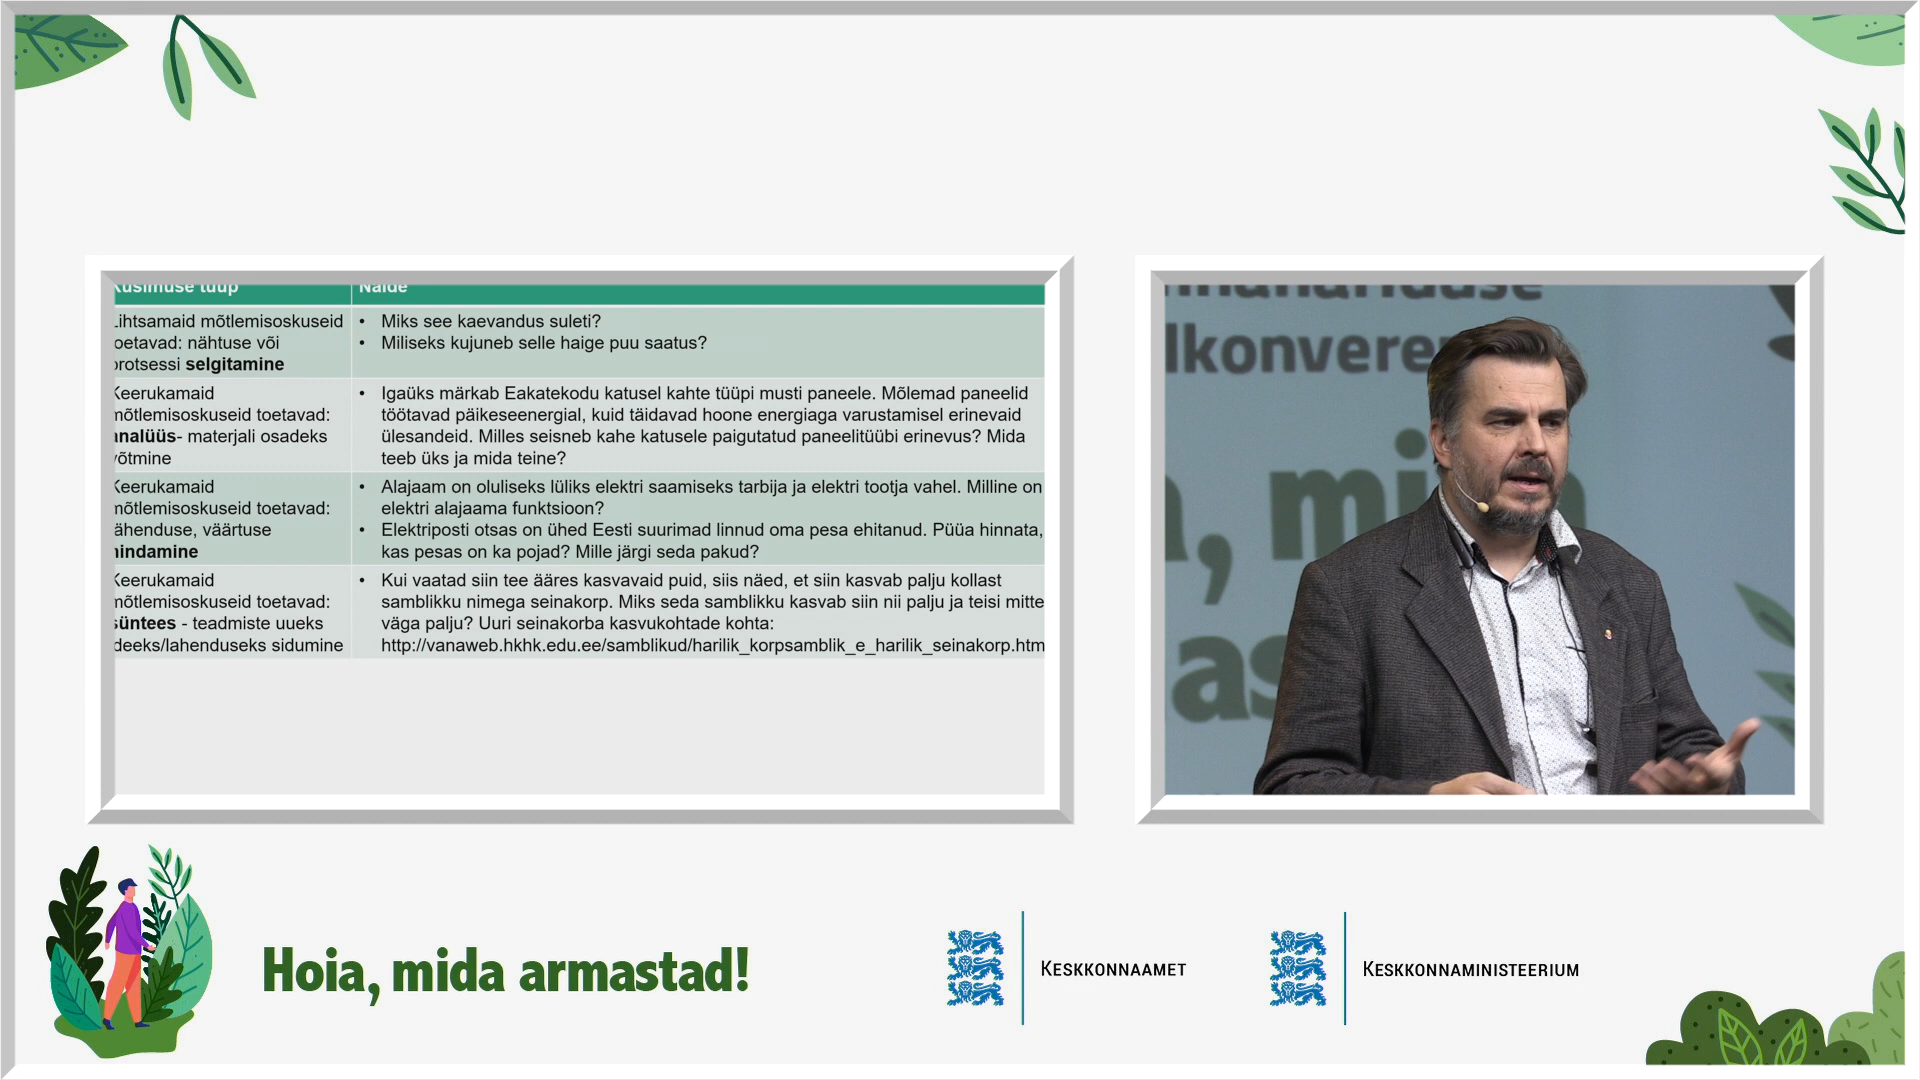 Küsimuse tüüp
Näide
Lihtsamaid mõtlemisoskuseid
toetavad: nähtuse või
protsessi selgitamine
• Miks see kaevandus suleti?
• Miliseks kujuneb selle haige puu saatus?
Keerukamaid
mõtlemisoskuseid toetavad:
analüüs- materjali osadeks
võtmine
• Igaüks märkab Eakatekodu katusel kahte tüüpi musti paneele. Mõlemad paneelid
töötavad päikeseenergial, kuid täidavad hoone energiaga varustamisel erinevaid
ülesandeid. Milles seisneb kahe katusele paigutatud paneelitüübi erinevus? Mida
teeb üks ja mida teine?
Keerukamaid
mõtlemisoskuseid toetavad:
lähenduse, väärtuse
hindamine
• Alajaam on oluliseks lüliks elektri saamiseks tarbija ja elektri tootja vahel. Milline on
elektri alajaama funktsioon?
• Elektriposti otsas on ühed Eesti suurimad linnud oma pesa ehitanud. Püüa hinnata,
kas pesas on ka pojad? Mille järgi seda pakud?
Keerukamaid
mõtlemisoskuseid toetavad:
süntees - teadmiste uueks
ideeks/lahenduseks sidumine
• Kui vaatad siin tee ääres kasvavaid puid, siis näed, et siin kasvab palju kollast
samblikku nimega seinakorp. Miks seda samblikku kasvab siin nii palju ja teisi mitte
väga palju? Uuri seinakorba kasvukohtade kohta:
http://vanaweb.hkhk.edu.ee/samblikud/harilik_korpsamblik_e_harilik_seinakorp.htm
lkonvere
, mi
as
Hoia, mida armastad!
KESKKONNAAMET
KESKKONNAMINISTEERIUM